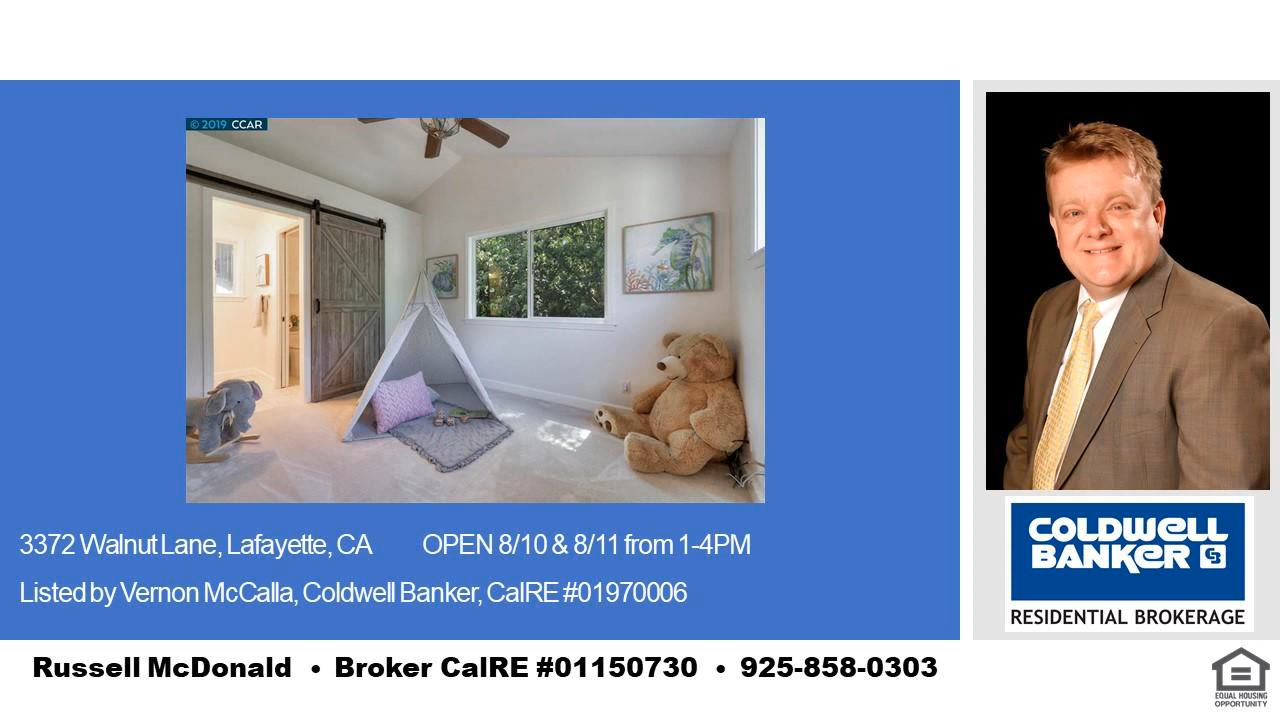 © 2019 CCAR
3372 Walnut Lane, Lafayette, CA OPEN 8/10 & 8/11 from 1-4PM
Listed by Vernon McCalla, Coldwell Banker, CalRE #01970006
COLDWELL
BANKER CB
RESIDENTIAL BROKERAGE
Russell McDonald • Broker CalRE #01150730 • 925-858-0303
EQUAL HOUSING
OPPORTUNITY